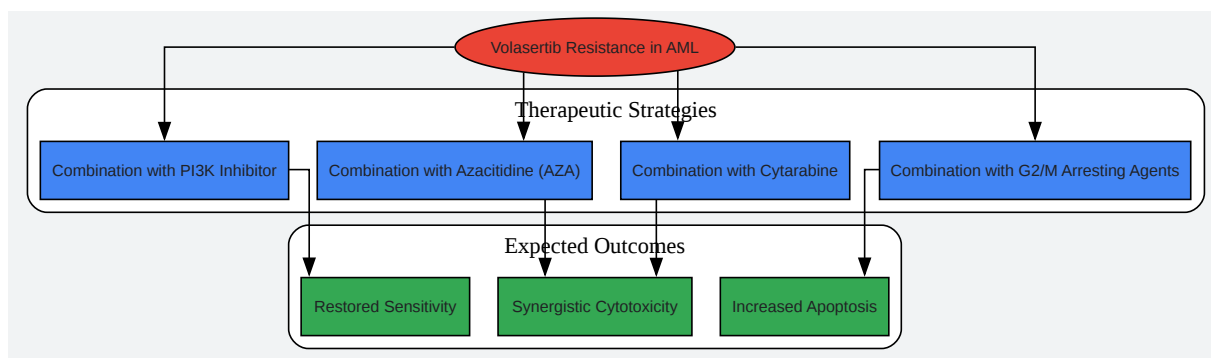 Volasertib Resistance in AML
Therapeutic Strategies
Combination with PI3K Inhibitor
Combination with Azacitidine (AZA)
Combination with Cytarabine
Combination with G2/M Arresting Agents
Expected Outcomes
Restored Sensitivity
Synergistic Cytotoxicity
Increased Apoptosis